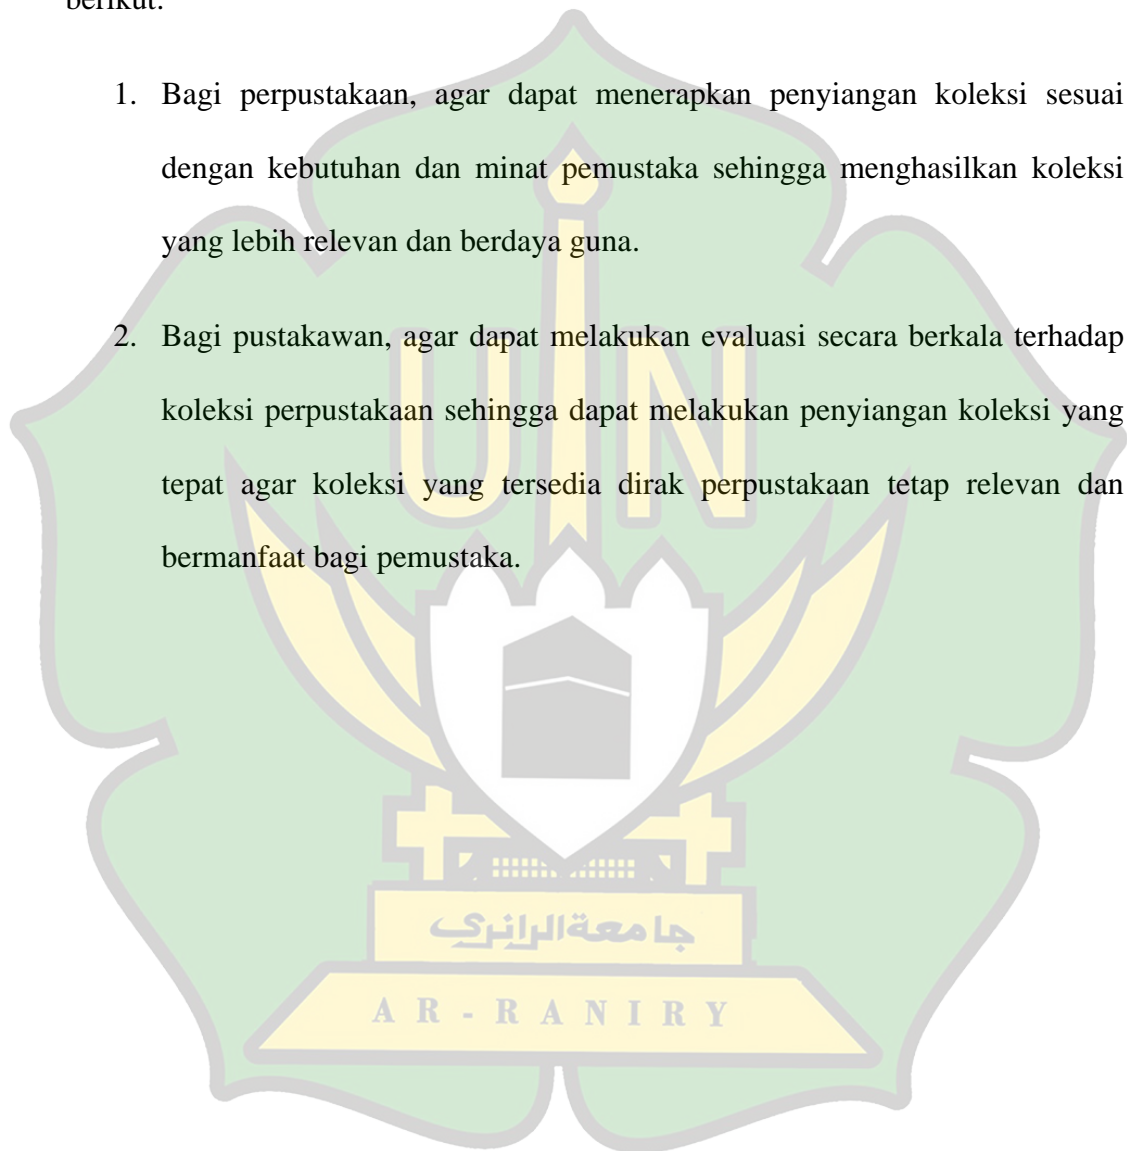 berikut:
1. Bagi perpustakaan, agar dapat menerapkan penyiangan koleksi sesuai
dengan kebutuhan dan minat pemustaka sehingga menghasilkan koleksi
yang lebih relevan dan berdaya guna.
2. Bagi pustakawan, agar dapat melakukan evaluasi secara berkala terhadap
koleksi perpustakaan sehingga dapat melakukan penyiangan koleksi yang
tepat agar koleksi yang tersedia dirak perpustakaan tetap relevan dan
bermanfaat bagi pemustaka.
UIN
جامعة الرانري
AR-RANIRY